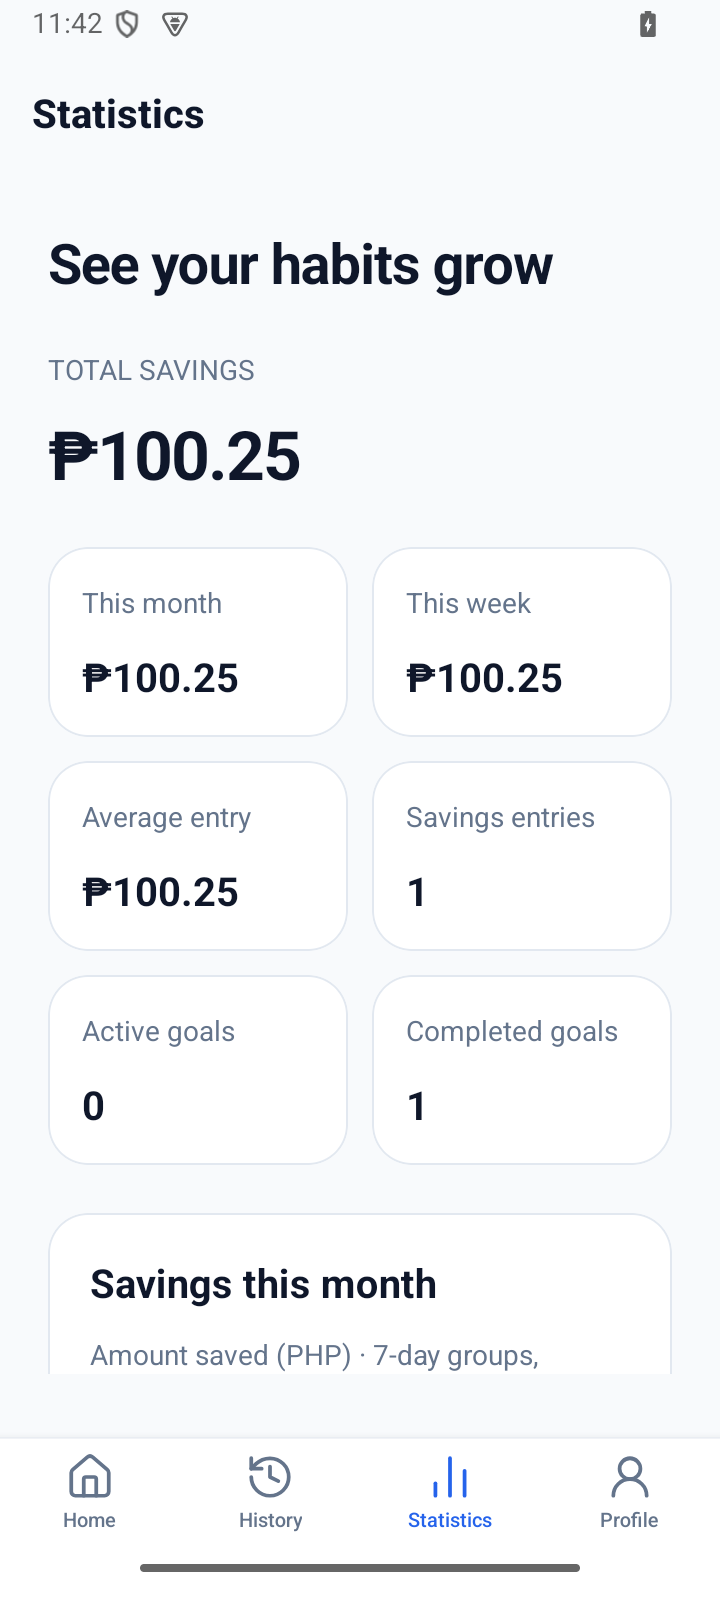 11:42
Statistics
See your habits grow
TOTAL SAVINGS
₱100.25
This month
₱100.25
This week
₱100.25
Average entry
₱100.25
Savings entries
1
Active goals
0
Completed goals
1
Savings this month
Amount saved (PHP) · 7-day groups,
Home
History
Statistics
Profile